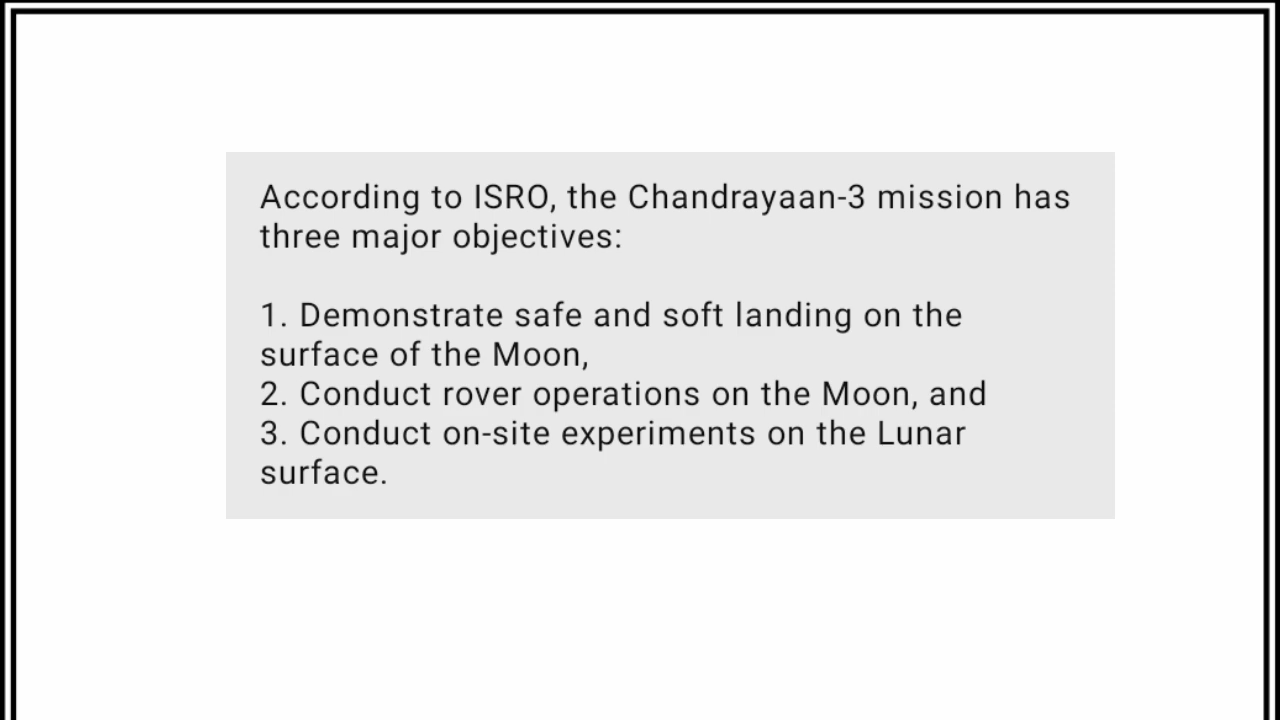 According to ISRO, the Chandrayaan-3 mission has
three major objectives:
1. Demonstrate safe and soft landing on the
surface of the Moon,
2. Conduct rover operations on the Moon, and
3. Conduct on-site experiments on the Lunar
surface.